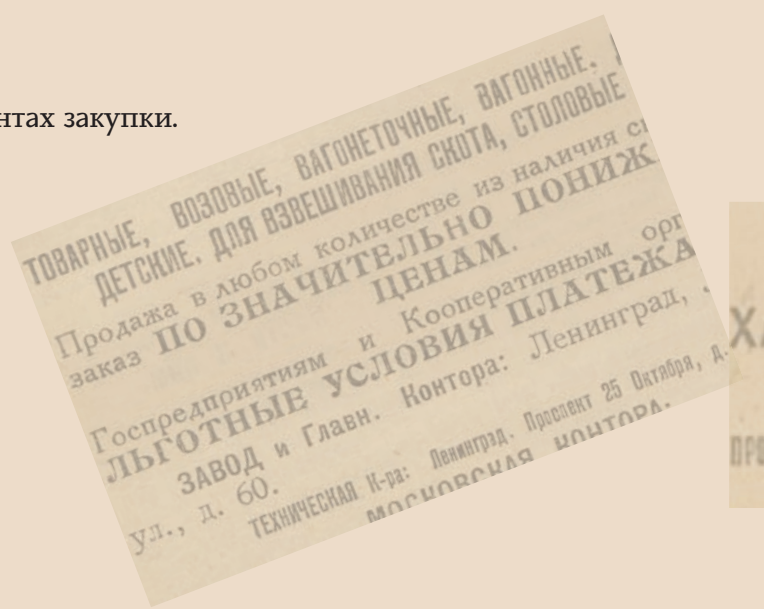 нтах закупки.
ТОВАРНЫЕ, ВОЗОВЫЕ, ВАГОНЕТОЧНЫЕ, ВАГОННЫЕ,
ДЕТСКИЕ. ДЛЯ ВЗВЕШИВАНИЯ СКОТА, СТОЛОВЫЕ
Продажа в любом количестве из наличия
заказ ПО ЗНАЧИТЕЛЬНО ПОНИЖ
ЦЕНАМ.
Госпредприятиям и Кооперативным орг
ЛЬГОТНЫЕ УСЛОВИЯ ПЛАТЕЖА
ЗАВОД и Главн. Контора: Ленинград,
ул., д. 60.
ТЕХНИЧЕСКАЯ К-ра: Ленинград. Проспект 25 Октября, д.
МОСКОВСКАЯ КОНТОРА:
ПРО